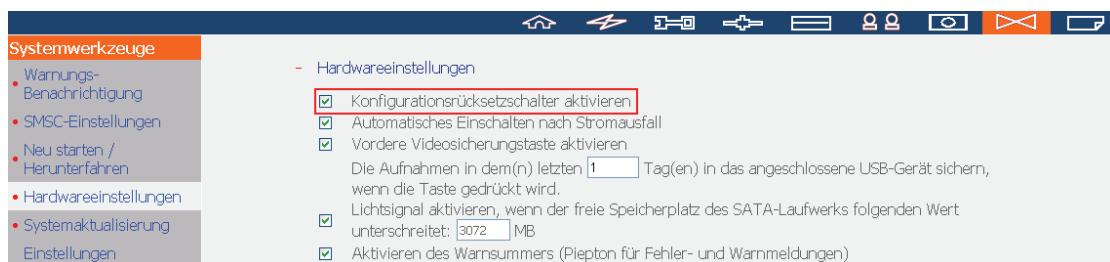 Systemwerkzeuge
Warnungs-
Benachrichtigung
SMSC-Einstellungen
Neu starten /
Herunterfahren
Hardwareeinstellungen
Systemaktualisierung
Einstellungen
- Hardwareeinstellungen
Konfigurationsrücksetzschalter aktivieren
Automatisches Einschalten nach Stromausfall
Vordere Videosicherungstaste aktivieren
Die Aufnahmen in dem(n) letzten 1 Tag(en) in das angeschlossene USB-Gerät sichern,
wenn die Taste gedrückt wird.
Lichtsignal aktivieren, wenn der freie Speicherplatz des SATA-Laufwerks folgenden Wert
unterschreitet: 3072 MB
Aktivieren des Warnsummers (Piepton für Fehler- und Warnmeldungen)